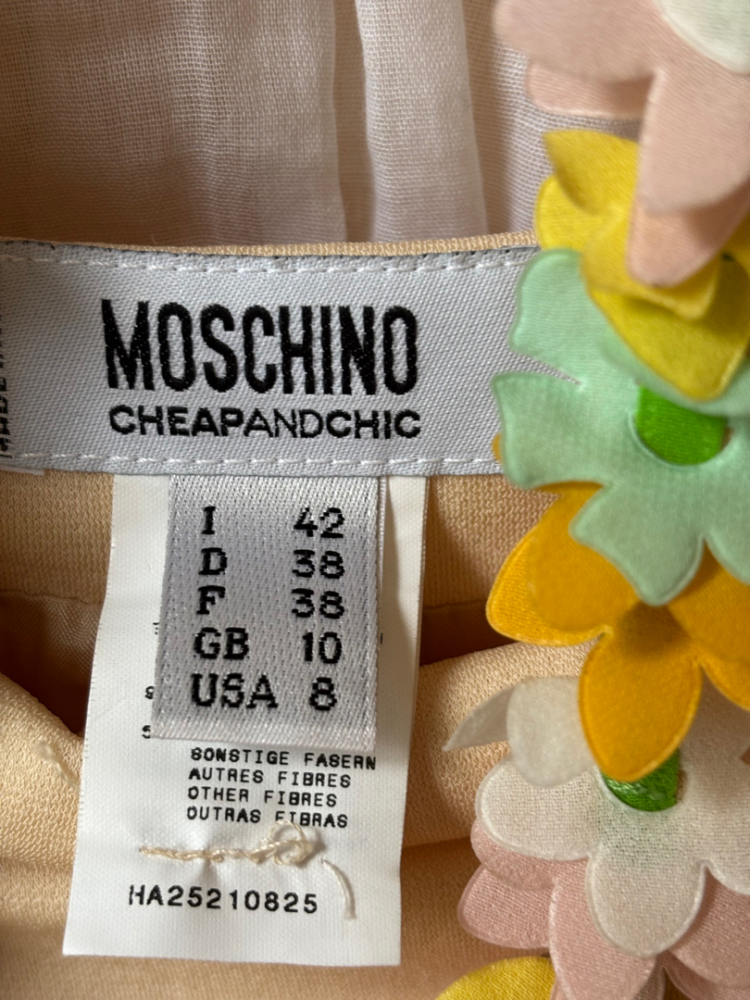 MOSCHINO
CHEAPANDCHIC
I 42
D 38
F 38
GB 10
USA 8
SONSTIGE FASERN
AUTRES FIBRES
OTHER FIBRES
OUTRAS FIBRAS
HA25210825